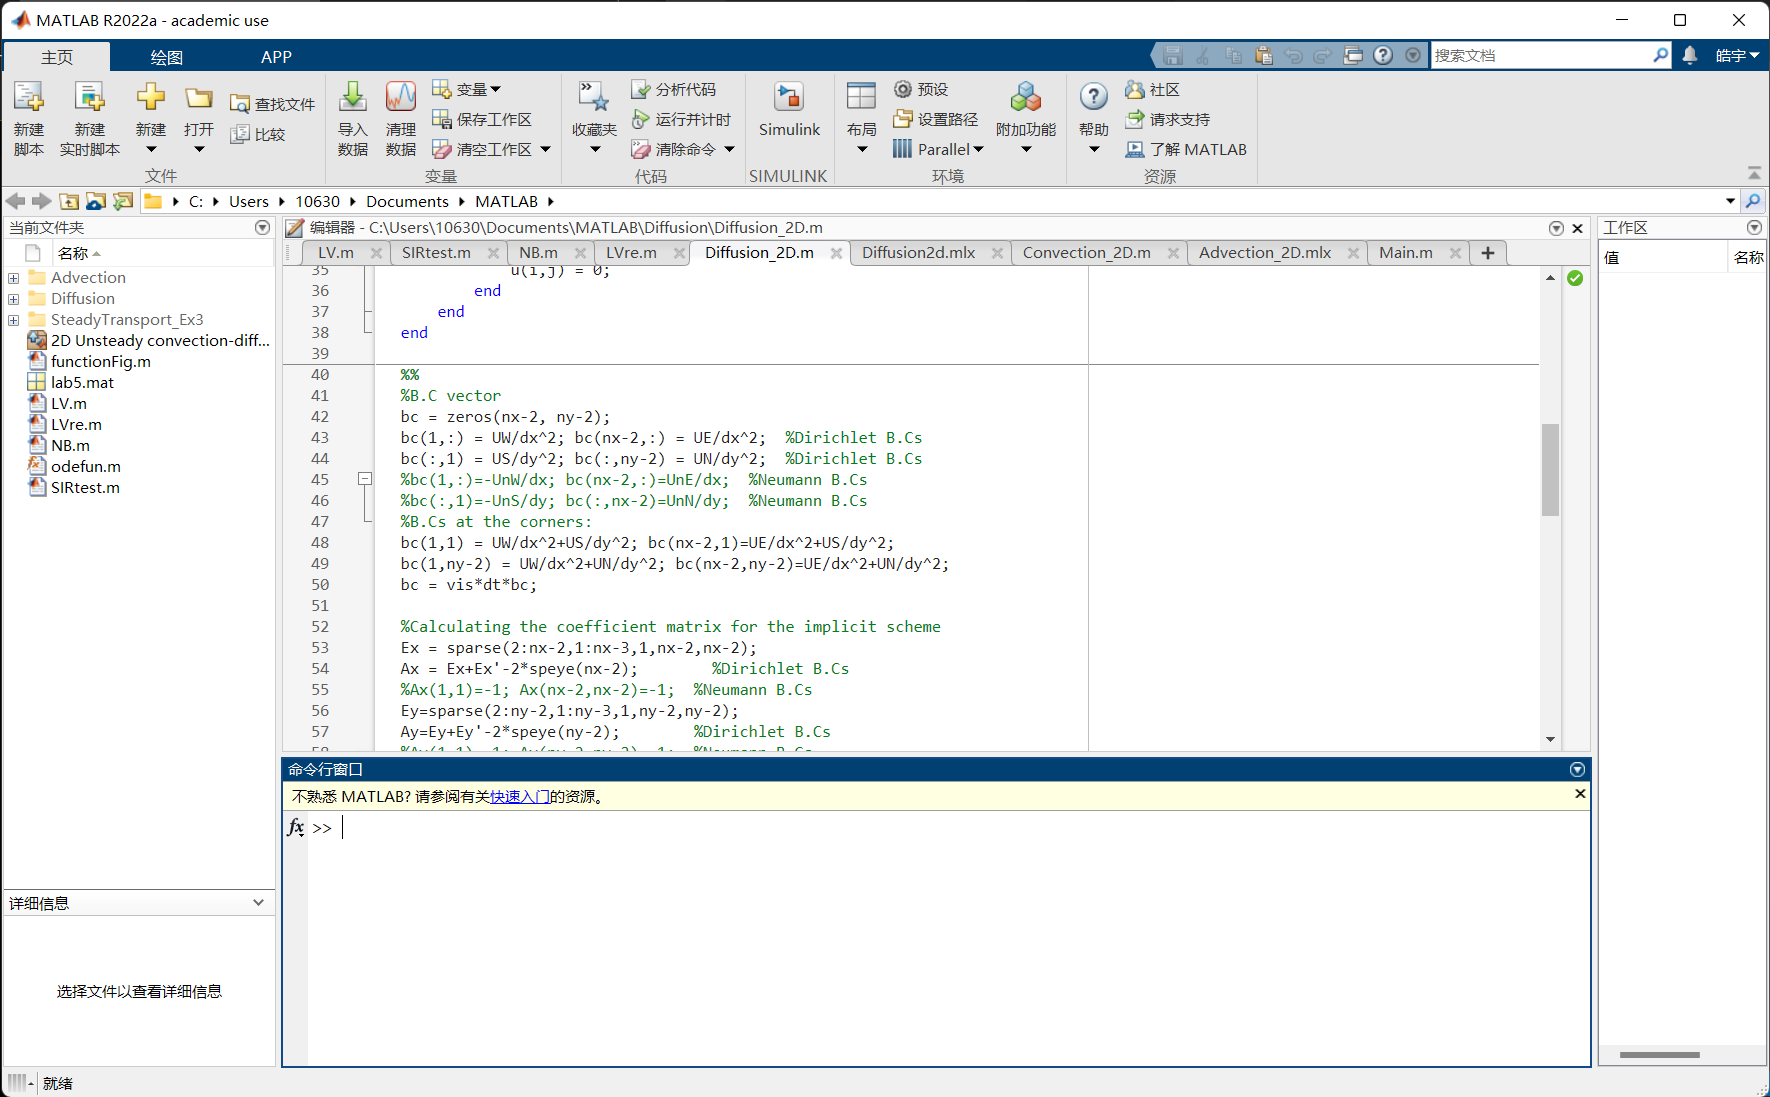 MATLAB R2022a - academic use
主页 绘图 APP
搜索文档
皓宇
新建 脚本
新建 实时脚本
新建
打开
查找文件
比较
文件
导入 数据
清理 数据
变量
保存工作区
清空工作区
变量
收藏夹
分析代码
运行并计时
清除命令
代码
Simulink
SIMULINK
布局
预设
设置路径
Parallel
附加功能
环境
帮助
社区
请求支持
了解 MATLAB
资源
C: Users 10630 Documents MATLAB
当前文件夹
名称
Advection
Diffusion
SteadyTransport_Ex3
2D Unsteady convection-diff...
functionFig.m
lab5.mat
LV.m
LVre.m
NB.m
odefun.m
SIRtest.m
详细信息
选择文件以查看详细信息
就绪
编辑器 - C:\Users\10630\Documents\MATLAB\Diffusion\Diffusion_2D.m
LV.m SIRtest.m NB.m LVre.m Diffusion_2D.m Diffusion2d.mlx Convection_2D.m Advection_2D.mlx Main.m
35 u(i,j) = 0;
36 end
37 end
38 end
39
40 %%
41 %B.C vector
42 bc = zeros(nx-2, ny-2);
43 bc(1,:) = UW/dx^2; bc(nx-2,:) = UE/dx^2; %Dirichlet B.Cs
44 bc(:,1) = US/dy^2; bc(:,ny-2) = UN/dy^2; %Dirichlet B.Cs
45 %bc(1,:)=-UnW/dx; bc(nx-2,:)=UnE/dx; %Neumann B.Cs
46 %bc(:,1)=-UnS/dy; bc(:,nx-2)=UnN/dy; %Neumann B.Cs
47 %B.Cs at the corners:
48 bc(1,1) = UW/dx^2+US/dy^2; bc(nx-2,1)=UE/dx^2+US/dy^2;
49 bc(1,ny-2) = UW/dx^2+UN/dy^2; bc(nx-2,ny-2)=UE/dx^2+UN/dy^2;
50 bc = vis*dt*bc;
51
52 %Calculating the coefficient matrix for the implicit scheme
53 Ex = sparse(2:nx-2,1:nx-3,1,nx-2,nx-2);
54 Ax = Ex+Ex'-2*speye(nx-2); %Dirichlet B.Cs
55 %Ax(1,1)=-1; Ax(nx-2,nx-2)=-1; %Neumann B.Cs
56 Ey=sparse(2:ny-2,1:ny-3,1,ny-2,ny-2);
57 Ay=Ey+Ey'-2*speye(ny-2); %Dirichlet B.Cs
命令行窗口
不熟悉 MATLAB? 请参阅有关快速入门的资源。
fx >>
工作区
值 名称